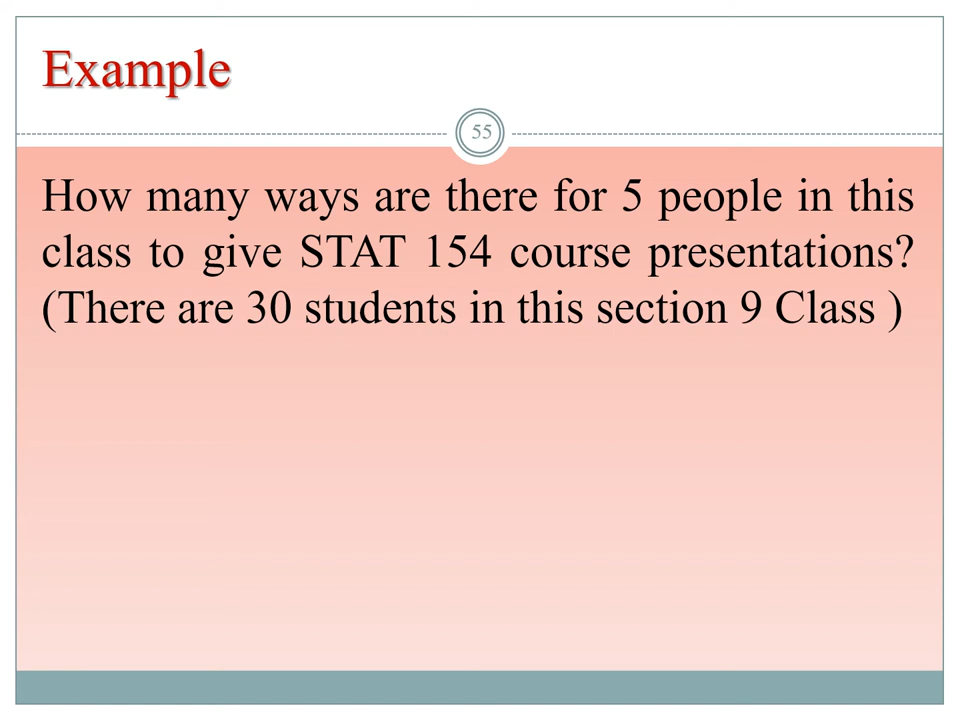 Example
55
How many ways are there for 5 people in this
class to give STAT 154 course presentations?
(There are 30 students in this section 9 Class )